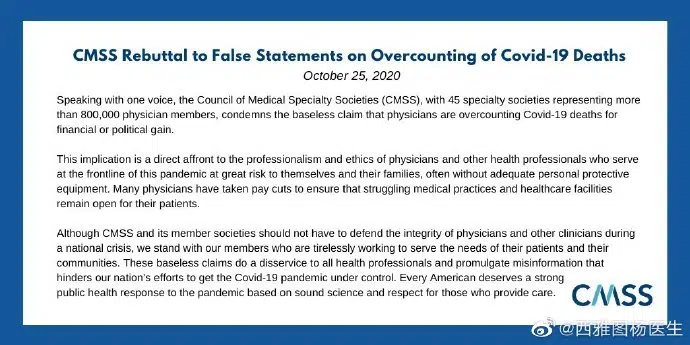 CMSS Rebuttal to False Statements on Overcounting of Covid-19 Deaths
October 25, 2020
Speaking with one voice, the Council of Medical Specialty Societies (CMSS), with 45 specialty societies representing more
than 800,000 physician members, condemns the baseless claim that physicians are overcounting Covid-19 deaths for
financial or political gain.
This implication is a direct affront to the professionalism and ethics of physicians and other health professionals who serve
at the frontline of this pandemic at great risk to themselves and their families, often without adequate personal protective
equipment. Many physicians have taken pay cuts to ensure that struggling medical practices and healthcare facilities
remain open for their patients.
Although CMSS and its member societies should not have to defend the integrity of physicians and other clinicians during
a national crisis, we stand with our members who are tirelessly working to serve the needs of their patients and their
communities. These baseless claims do a disservice to all health professionals and promulgate misinformation that
hinders our nation's efforts to get the Covid-19 pandemic under control. Every American deserves a strong
public health response to the pandemic based on sound science and respect for those who provide care.
CMSS
@西雅图杨医生